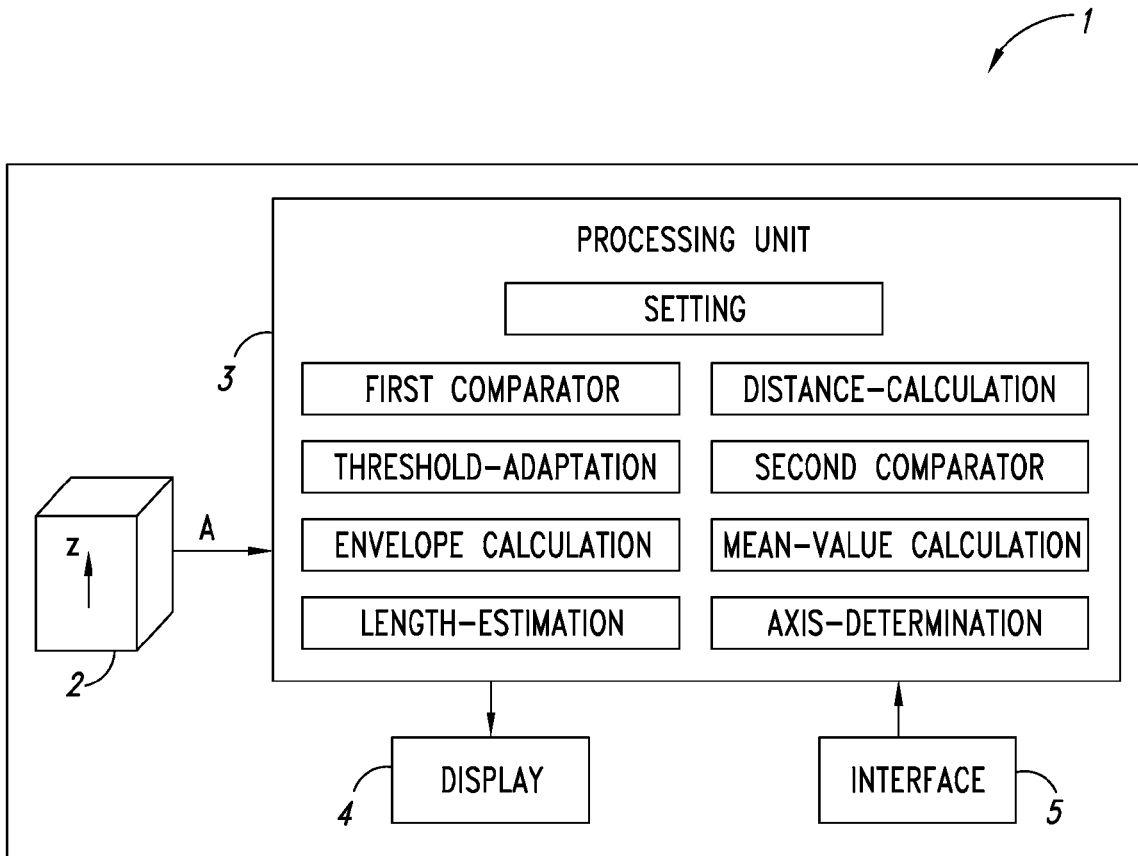 1
PROCESSING UNIT
SETTING
3
FIRST COMPARATOR
DISTANCE-CALCULATION
THRESHOLD-ADAPTATION
SECOND COMPARATOR
ENVELOPE CALCULATION
MEAN-VALUE CALCULATION
LENGTH-ESTIMATION
AXIS-DETERMINATION
z
A
2
DISPLAY
4
INTERFACE
5